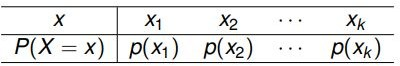 x x₁ x₂ ⋯ xₖ
P(X = x) p(x₁) p(x₂) ⋯ p(xₖ)